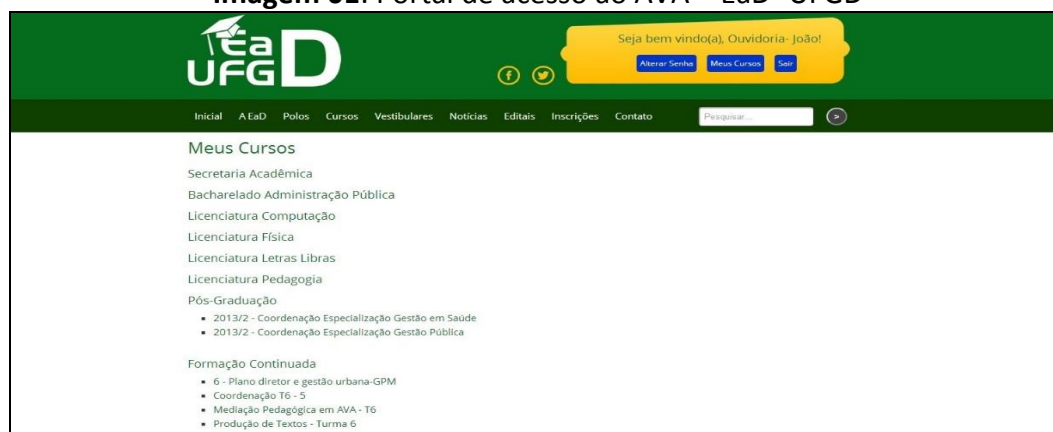 Imagem 01: Portal de acesso ao AVA – EaD- UFGD
EaD
UFGD
Seja bem vindo(a), Ouvidoria- João!
Alterar Senha Meus Cursos Sair
Inicial A EaD Polos Cursos Vestibulares Notícias Editais Inscrições Contato Pesquisar... >
Meus Cursos
Secretaria Acadêmica
Bacharelado Administração Pública
Licenciatura Computação
Licenciatura Física
Licenciatura Letras Libras
Licenciatura Pedagogia
Pós-Graduação
2013/2 - Coordenação Especialização Gestão em Saúde
2013/2 - Coordenação Especialização Gestão Pública
Formação Continuada
6 - Plano diretor e gestão urbana-GPM
Coordenação T6 - 5
Mediação Pedagógica em AVA - T6
Produção de Textos - Turma 6